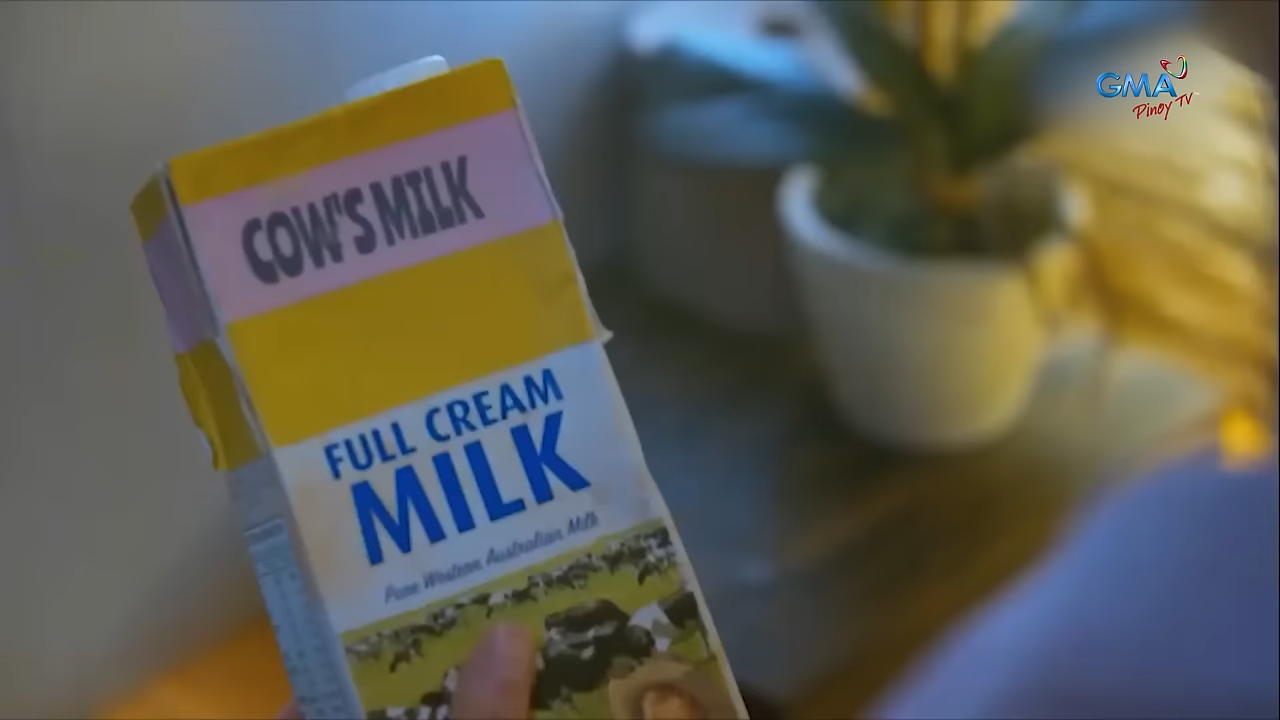 GMA
Pinoy TV
COW'S MILK
FULL CREAM
MILK
Pure Western Australian Milk